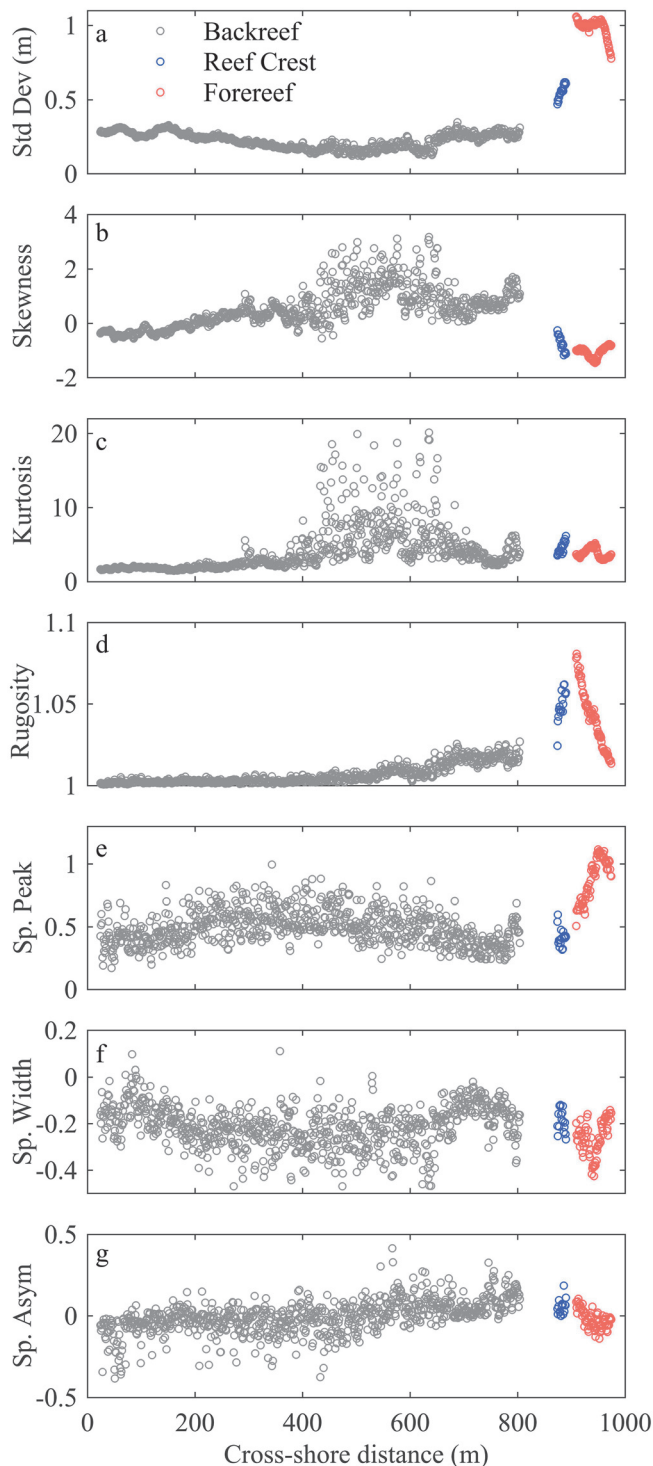 a
Backreef
Reef Crest
Forereef
Std Dev (m)
1
0.5
0
b
Skewness
4
2
0
-2
c
Kurtosis
20
10
0
d
Rugosity
1.1
1.05
1
e
Sp. Peak
1
0.5
0
f
Sp. Width
0.2
0
-0.2
-0.4
g
Sp. Asym
0.5
0
-0.5
0 200 400 600 800 1000
Cross-shore distance (m)